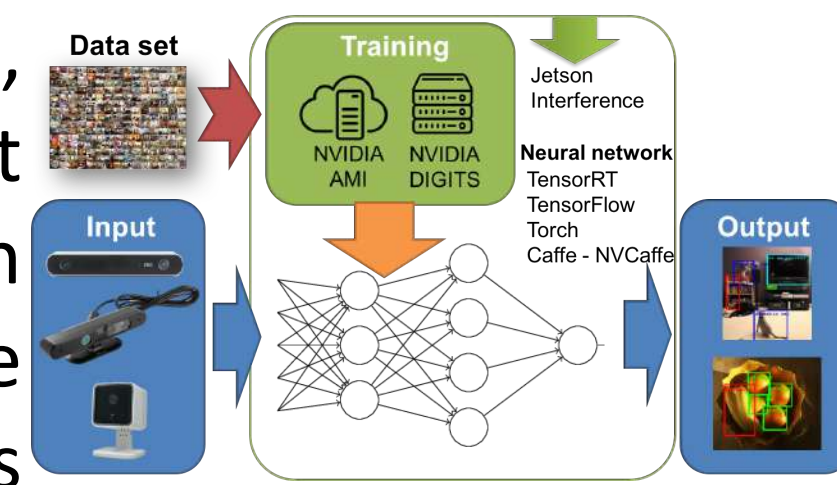 ,
t
n
e
s
Data set
Training
NVIDIA
AMI
NVIDIA
DIGITS
Jetson
Interference
Neural network
TensorRT
TensorFlow
Torch
Caffe - NVCaffe
Input
Output